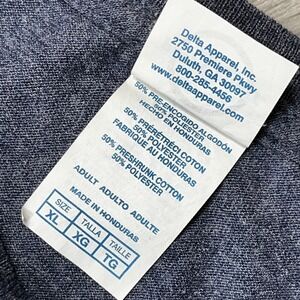 Delta Apparel, Inc.
2750 Premiere Pkwy
Duluth, GA 30097
800-285-4456
www.deltaapparel.com
50% PRE-ENCOGIDO ALGODÓN
50% POLYESTER
HECHO EN HONDURAS
50% PRÉRÉTRÉCI COTON
50% POLYESTER
FABRIQUÉ AU HONDURAS
50% PRESHRUNK COTTON
50% POLYESTER
ADULT ADULTO ADULTE
MADE IN HONDURAS
SIZE TALLA TAILLE
XL XG TG